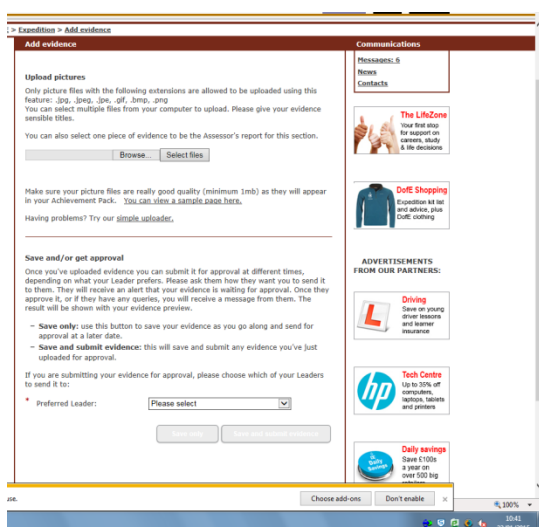 > Expedition > Add evidence
Add evidence
Upload pictures
Only picture files with the following extensions are allowed to be uploaded using this
feature: .jpg, .jpeg, .jpe, .gif, .bmp, .png
You can select multiple files from your computer to upload. Please give your evidence
sensible titles.
You can also select one piece of evidence to be the Assessor's report for this section.
Browse... Select files
Make sure your picture files are really good quality (minimum 1mb) as they will appear
in your Achievement Pack. You can view a sample page here.
Having problems? Try our simple uploader.
Save and/or get approval
Once you've uploaded evidence you can submit it for approval at different times,
depending on what your Leader prefers. Please ask them how they want you to send it
to them. They will receive an alert that your evidence is waiting for approval. Once they
approve it, or if they have any queries, you will receive a message from them. The
result will be shown with your evidence preview.
– Save only: use this button to save your evidence as you go along and send for
approval at a later date.
– Save and submit evidence: this will save and submit any evidence you've just
uploaded for approval.
If you are submitting your evidence for approval, please choose which of your Leaders
to send it to:
* Preferred Leader: Please select
Save only Save and submit evidence
Communications
Messages: 6
News
Contacts
The LifeZone
Your first stop
for support on
careers, study
& life decisions
DofE Shopping
Expedition kit list
and advice, plus
DofE clothing
ADVERTISEMENTS
FROM OUR PARTNERS:
L
Driving
Save on young
driver lessons
and learner
insurance
hp
Tech Centre
Up to 35% off
computers,
laptops, tablets
and printers
Daily
Savings
Daily savings
Save £100s
a year on
over 500 big
use.
Choose add-ons Don't enable ×
100%
10:41